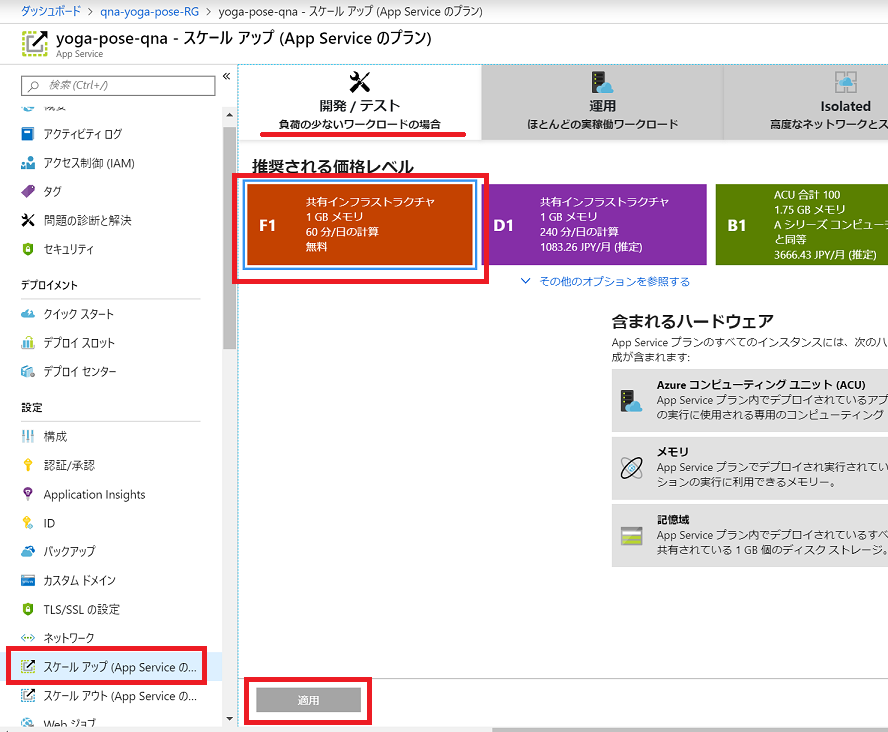 ダッシュボード > qna-yoga-pose-RG > yoga-pose-qna - スケール アップ (App Service のプラン)
yoga-pose-qna - スケール アップ (App Service のプラン)
App Service
検索 (Ctrl+/)
概要
アクティビティ ログ
アクセス制御 (IAM)
タグ
問題の診断と解決
セキュリティ
デプロイメント
クイック スタート
デプロイ スロット
デプロイ センター
設定
構成
認証/承認
Application Insights
ID
バックアップ
カスタム ドメイン
TLS/SSL の設定
ネットワーク
スケール アップ (App Service の...
スケール アウト (App Service の...
Web ジョブ
開発 / テスト
負荷の少ないワークロードの場合
運用
ほとんどの実稼働ワークロード
Isolated
高度なネットワークとス
推奨される価格レベル
F1
共有インフラストラクチャ
1 GB メモリ
60 分/日の計算
無料
D1
共有インフラストラクチャ
1 GB メモリ
240 分/日の計算
1083.26 JPY/月 (推定)
B1
ACU 合計 100
1.75 GB メモリ
A シリーズ コンピュー
と同等
3666.43 JPY/月 (推定)
その他のオプションを参照する
含まれるハードウェア
App Service プランのすべてのインスタンスには、次のハ
成が含まれます:
Azure コンピューティング ユニット (ACU)
App Service プラン内でデプロイされているアプ
の実行に使用される専用のコンピューティング
メモリ
App Service プランでデプロイされ実行されてい
ションの実行に利用できるメモリー。
記憶域
App Service プラン内でデプロイされているすべ
共有されている 1 GB 個のディスク ストレージ。
適用